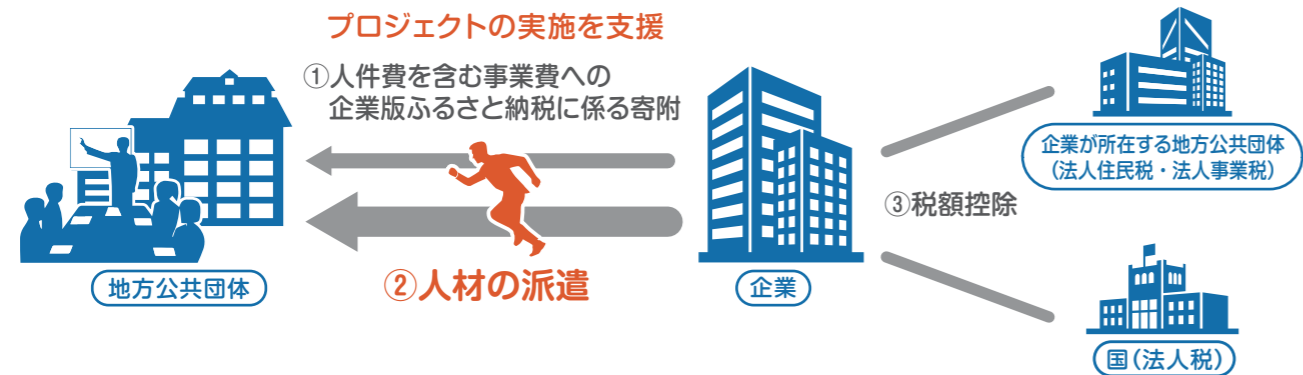 プロジェクトの実施を支援
①人件費を含む事業費への
企業版ふるさと納税に係る寄附
②人材の派遣
地方公共団体
企業
③税額控除
企業が所在する地方公共団体
(法人住民税・法人事業税)
国(法人税)